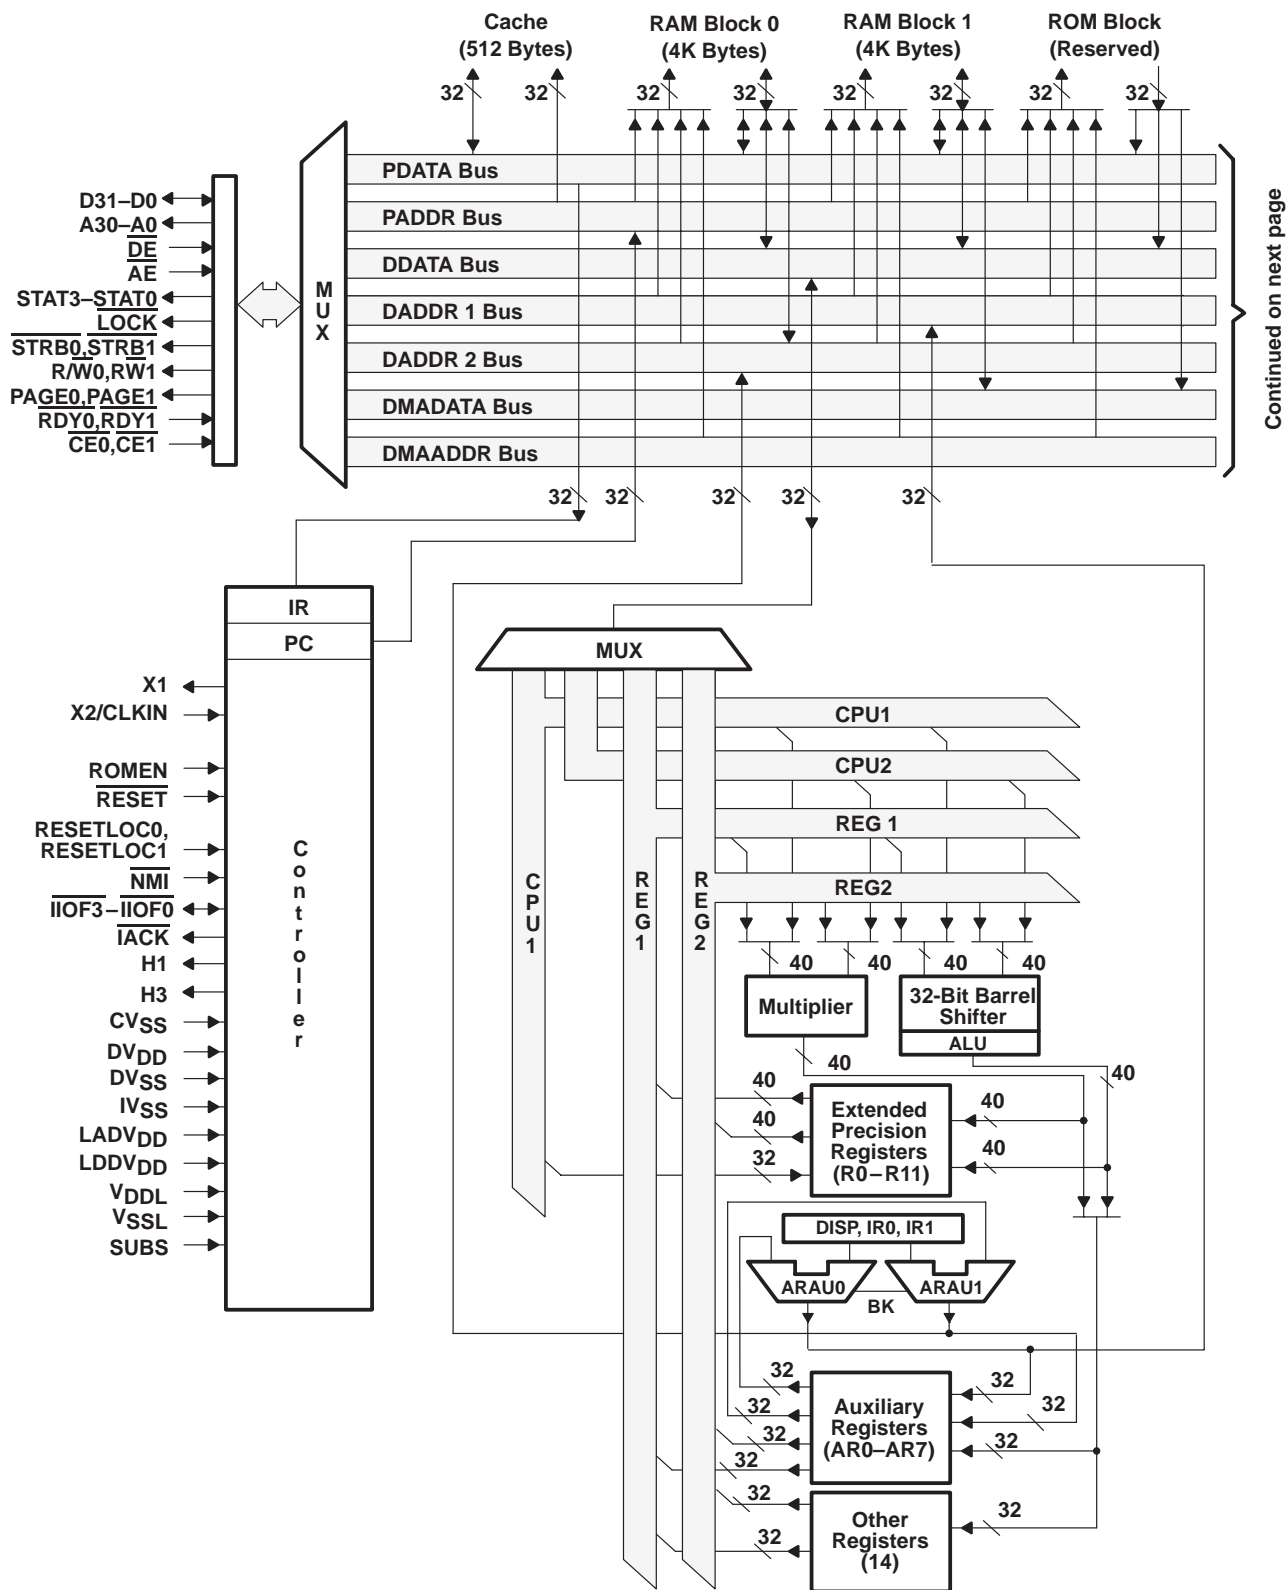 Cache
(512 Bytes)
RAM Block 0
(4K Bytes)
RAM Block 1
(4K Bytes)
ROM Block
(Reserved)
32
32
32
32
32
32
32
32
PDATA Bus
PADDR Bus
DDATA Bus
DADDR 1 Bus
DADDR 2 Bus
DMADATA Bus
DMAADDR Bus
MUX
Continued on next page
D31–D0
A30–A0
DE
AE
STAT3–STAT0
LOCK
STRB0,STRB1
R/W0,RW1
PAGE0,PAGE1
RDY0,RDY1
CE0,CE1
32
32
32
32
32
IR
PC
Controller
X1
X2/CLKIN
ROMEN
RESET
RESETLOC0,
RESETLOC1
NMI
IIOF3–IIOF0
IACK
H1
H3
CVSS
DVDD
DVSS
IVSS
LADVDD
LDDVDD
VDDL
VSSL
SUBS
MUX
CPU1
CPU2
REG 1
REG2
CPU1
REG1
REG2
40
40
40
40
Multiplier
32-Bit Barrel
Shifter
ALU
40
40
40
40
32
Extended
Precision
Registers
(R0–R11)
40
40
DISP, IR0, IR1
ARAU0
BK
ARAU1
32
32
32
32
Auxiliary
Registers
(AR0–AR7)
32
32
32
32
32
Other
Registers
(14)
32